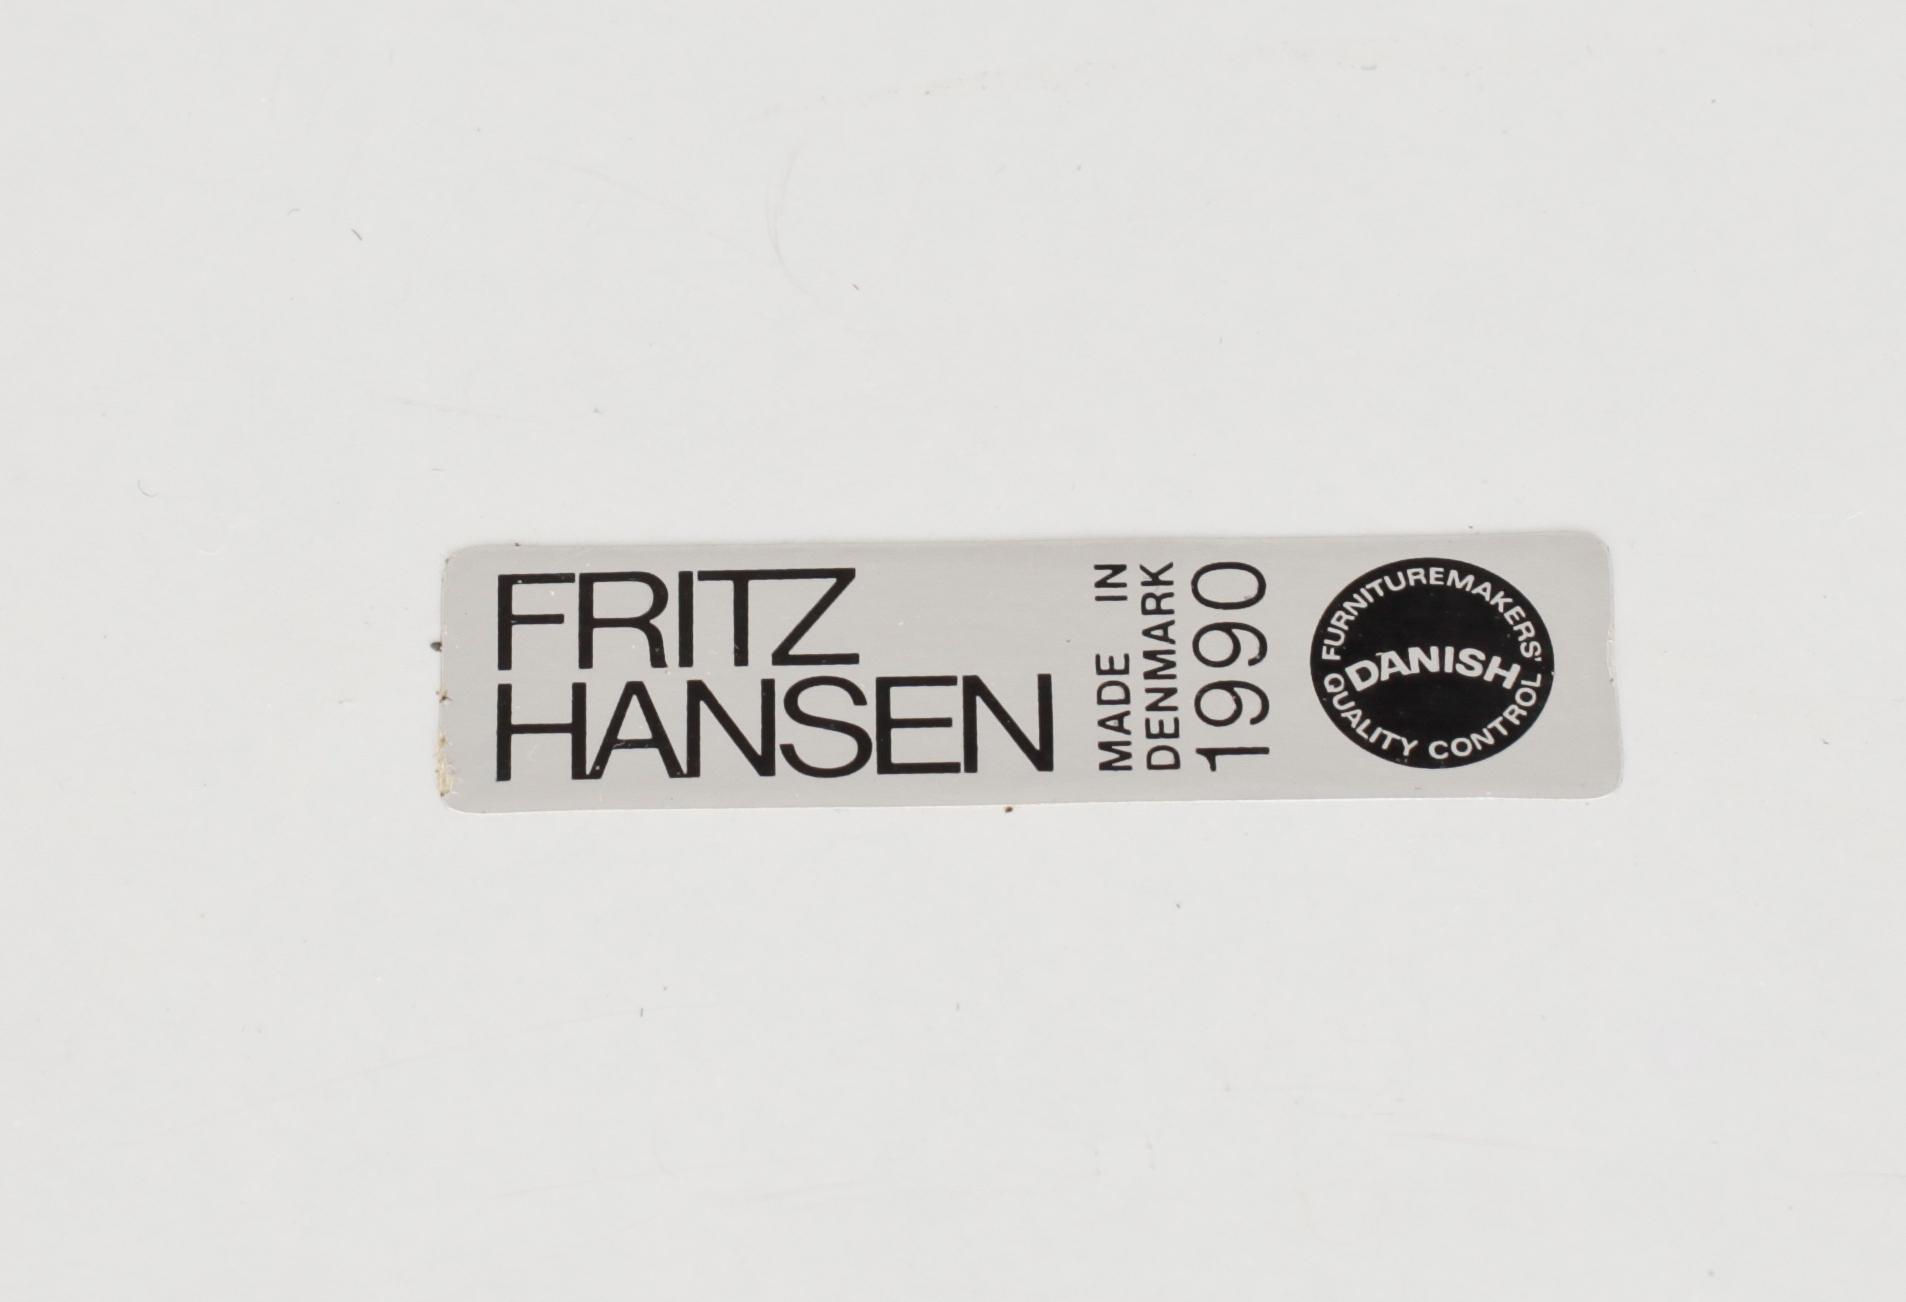 FRITZ
HANSEN
MADE IN
DENMARK
1990
FURNITUREMAKERS'
DANISH
QUALITY CONTROL